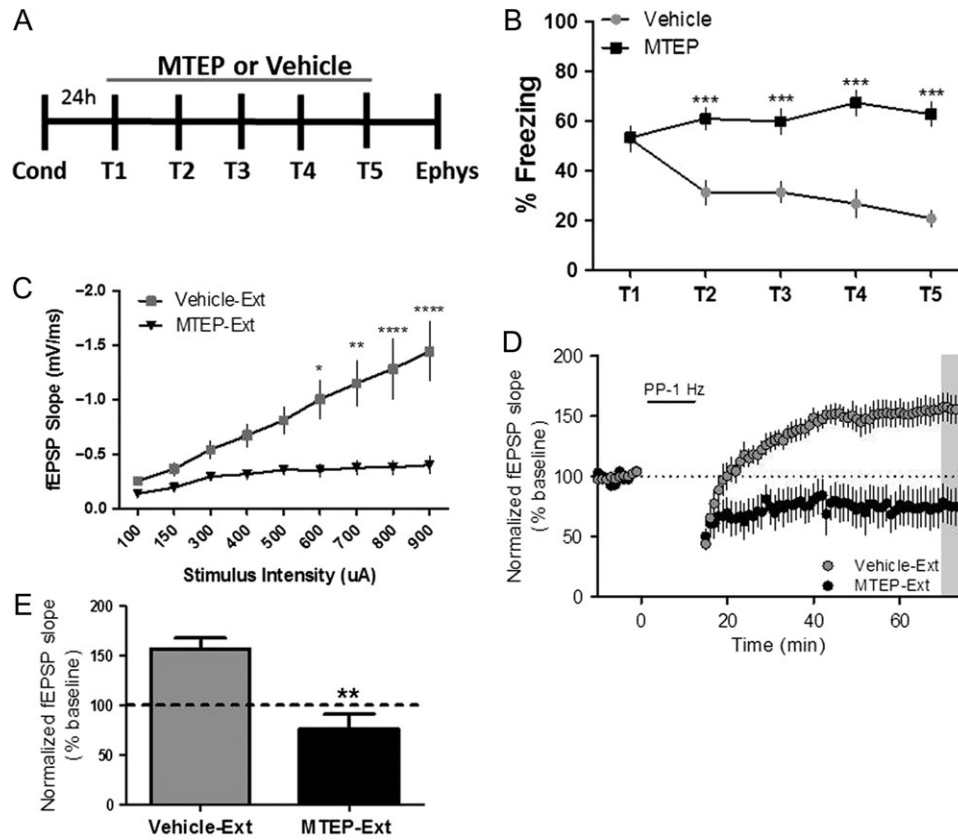 A
MTEP or Vehicle
24h
Cond T1 T2 T3 T4 T5 Ephys
B
Vehicle
MTEP
% Freezing
100
80
60
40
20
0
*** *** *** ***
T1 T2 T3 T4 T5
C
Vehicle-Ext
MTEP-Ext
fEPSP Slope (mV/ms)
-2.0
-1.5
-1.0
-0.5
0.0
* ** **** ****
100 150 300 400 500 600 700 800 900
Stimulus Intensity (uA)
D
Normalized fEPSP slope
(% baseline)
200
150
100
50
0
PP-1 Hz
Vehicle-Ext
MTEP-Ext
0 20 40 60
Time (min)
E
Normalized fEPSP slope
(% baseline)
200
150
100
50
0
**
Vehicle-Ext MTEP-Ext